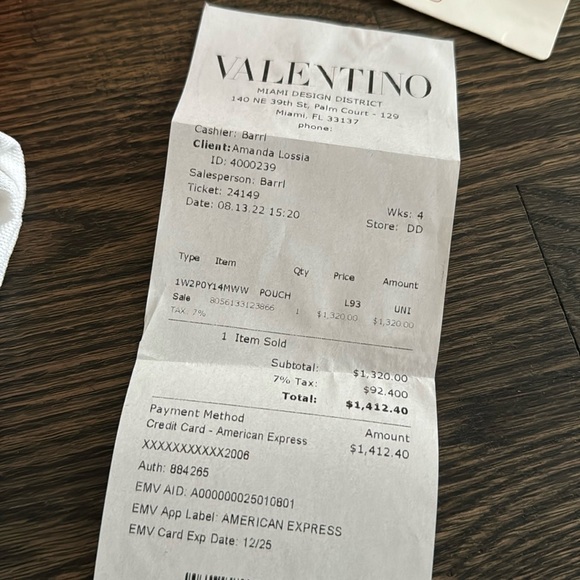 VALENTINO
MIAMI DESIGN DISTRICT
140 NE 39th St, Palm Court - 129
Miami, FL 33137
phone:
Cashier: Barri
Client: Amanda Lossia
ID: 4000239
Salesperson: Barri
Ticket: 24149 Wks: 4
Date: 08.13.22 15:20 Store: DD
Type Item Qty Price Amount
1W2P0Y14MWW POUCH L93 UNI
Sale 8056133123866 1 $1,320.00 $1,320.00
TAX: 7%
1 Item Sold
Subtotal: $1,320.00
7% Tax: $92.400
Total: $1,412.40
Payment Method Amount
Credit Card - American Express $1,412.40
XXXXXXXXXXX2006
Auth: 884265
EMV AID: A000000025010801
EMV App Label: AMERICAN EXPRESS
EMV Card Exp Date: 12/25